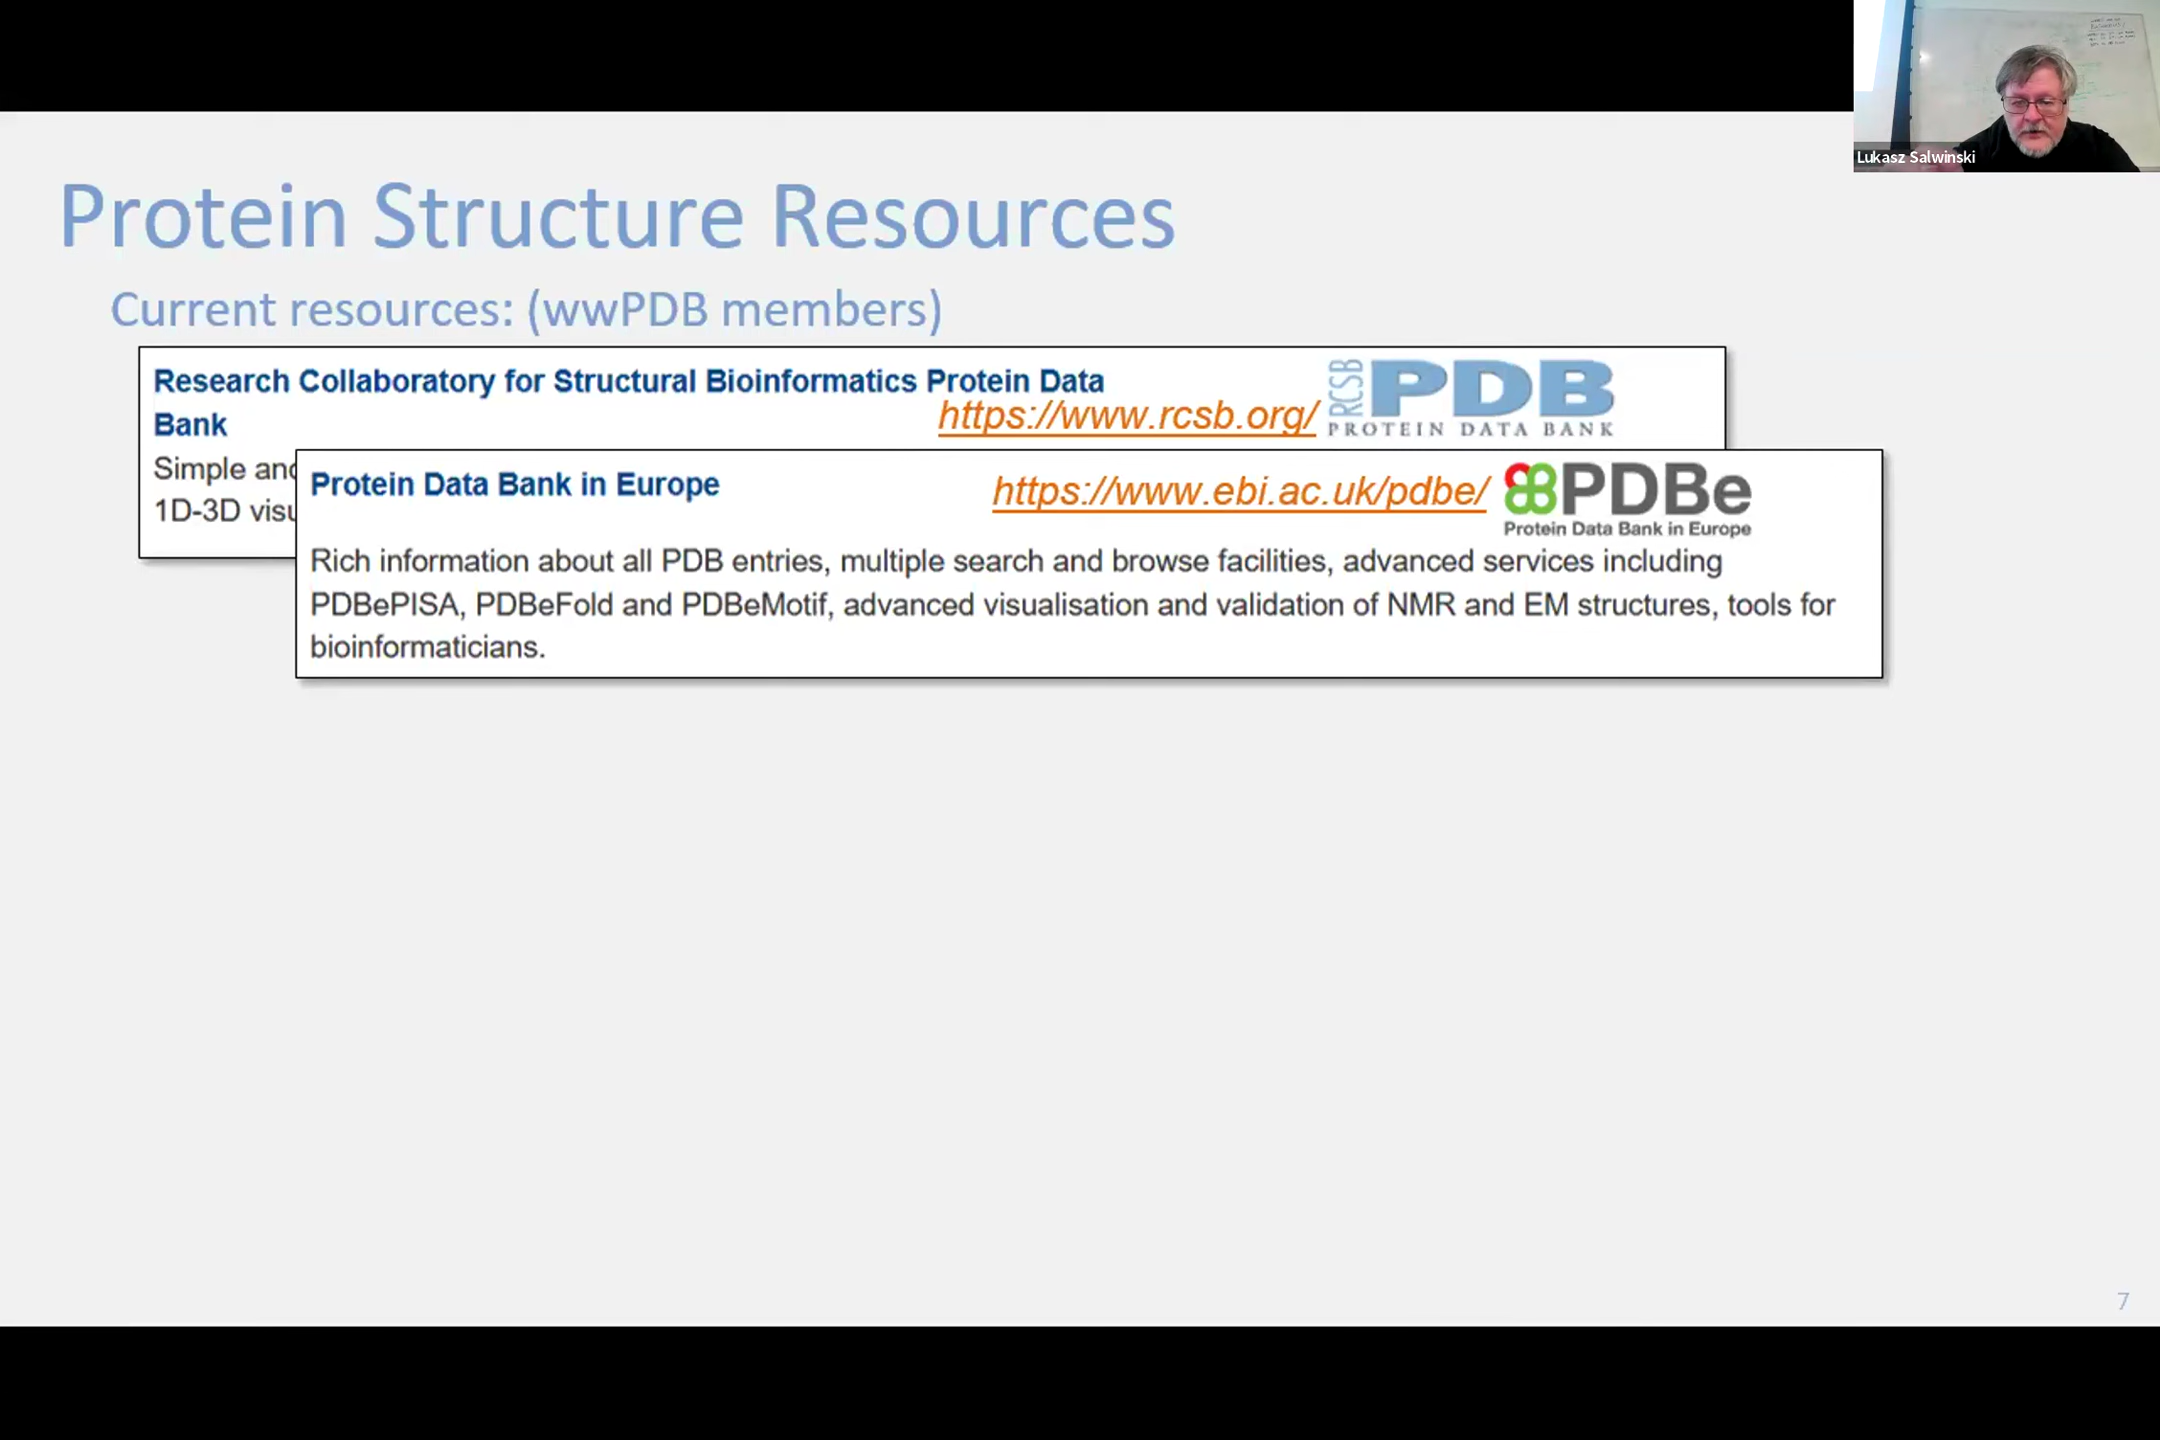 Lukasz Salwinski
Protein Structure Resources
Current resources: (wwPDB members)
Research Collaboratory for Structural Bioinformatics Protein Data
Bank
https://www.rcsb.org/
RCSB PDB
PROTEIN DATA BANK
Simple and
1D-3D visu
Protein Data Bank in Europe
https://www.ebi.ac.uk/pdbe/
PDBe
Protein Data Bank in Europe
Rich information about all PDB entries, multiple search and browse facilities, advanced services including
PDBePISA, PDBeFold and PDBeMotif, advanced visualisation and validation of NMR and EM structures, tools for
bioinformaticians.
7